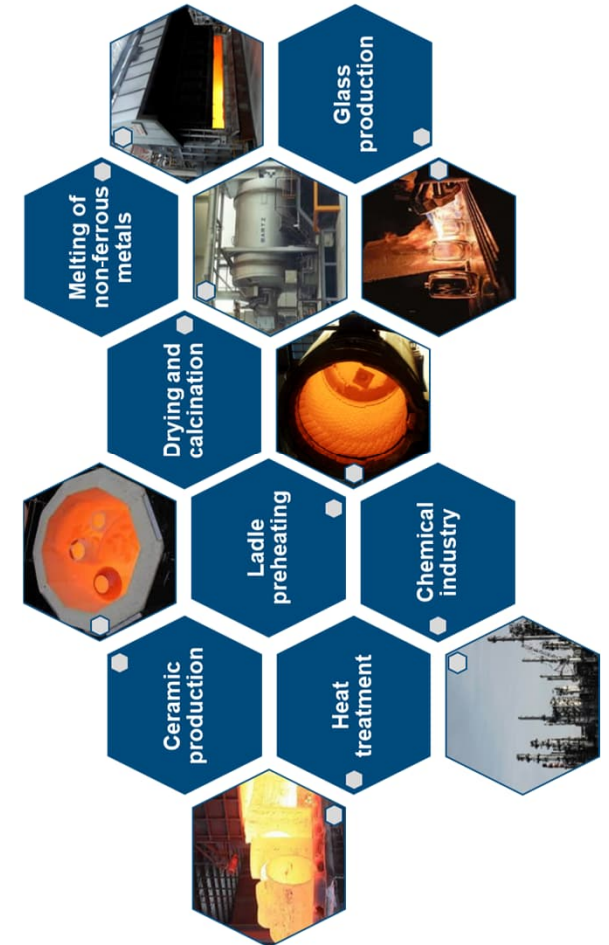 Melting of
non-ferrous
metals
Ceramic
production
Drying and
calcination
Ladle
preheating
Heat
treatment
Glass
production
Chemical
industry